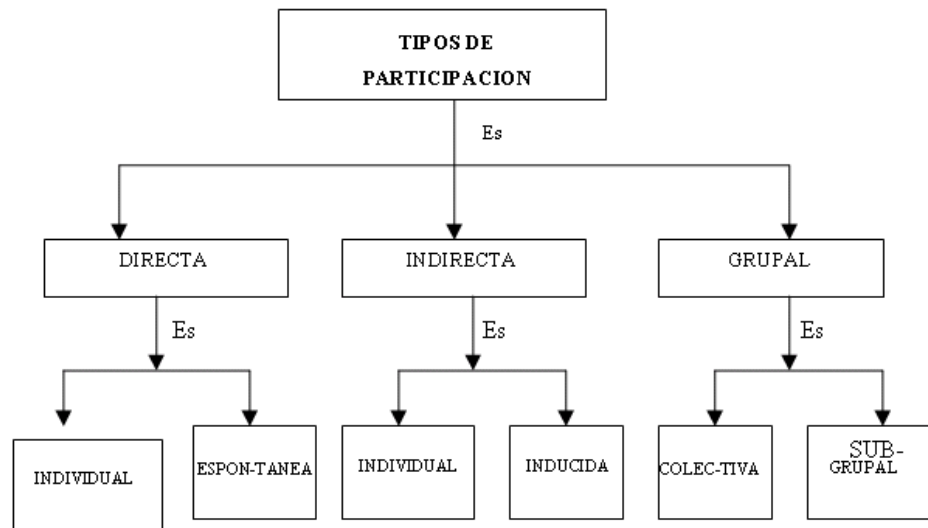 TIPOS DE
PARTICIPACION
Es
DIRECTA
INDIRECTA
GRUPAL
Es
Es
Es
INDIVIDUAL
ESPON-TANEA
INDIVIDUAL
INDUCIDA
COLEC-TIVA
SUB-
GRUPAL